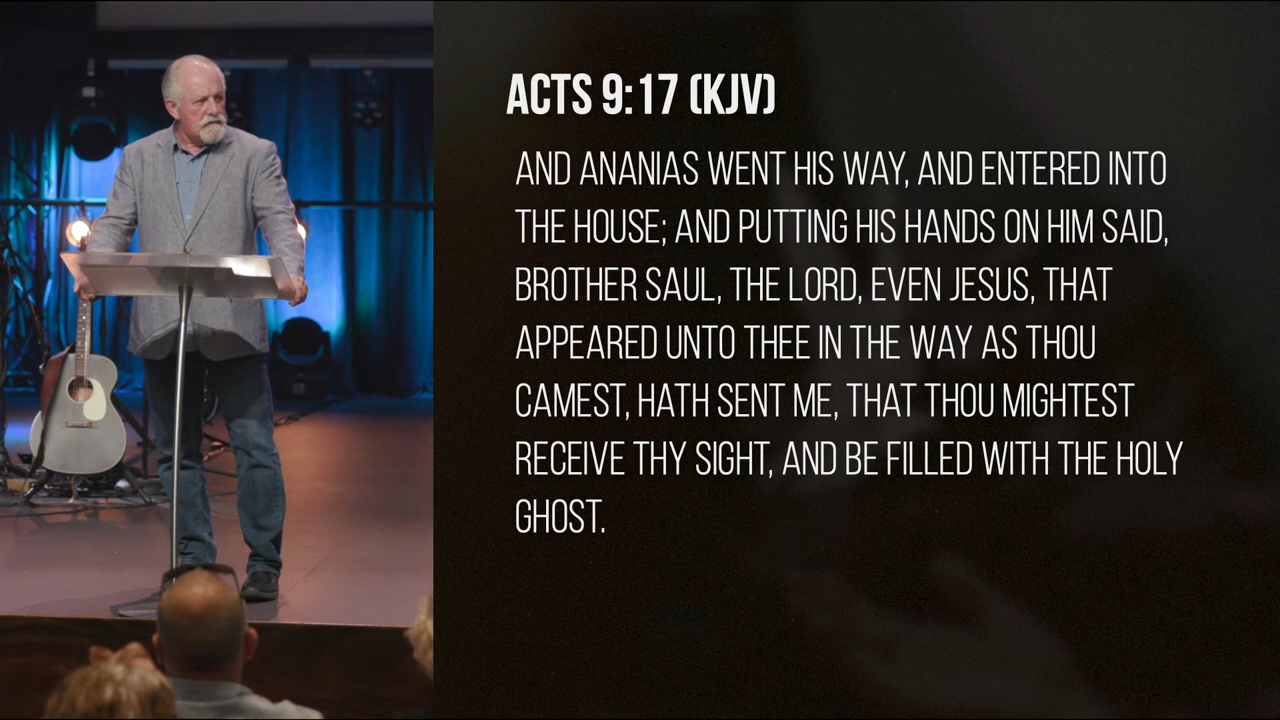 ACTS 9:17 (KJV)
AND ANANIAS WENT HIS WAY, AND ENTERED INTO
THE HOUSE; AND PUTTING HIS HANDS ON HIM SAID,
BROTHER SAUL, THE LORD, EVEN JESUS, THAT
APPEARED UNTO THEE IN THE WAY AS THOU
CAMEST, HATH SENT ME, THAT THOU MIGHTEST
RECEIVE THY SIGHT, AND BE FILLED WITH THE HOLY
GHOST.